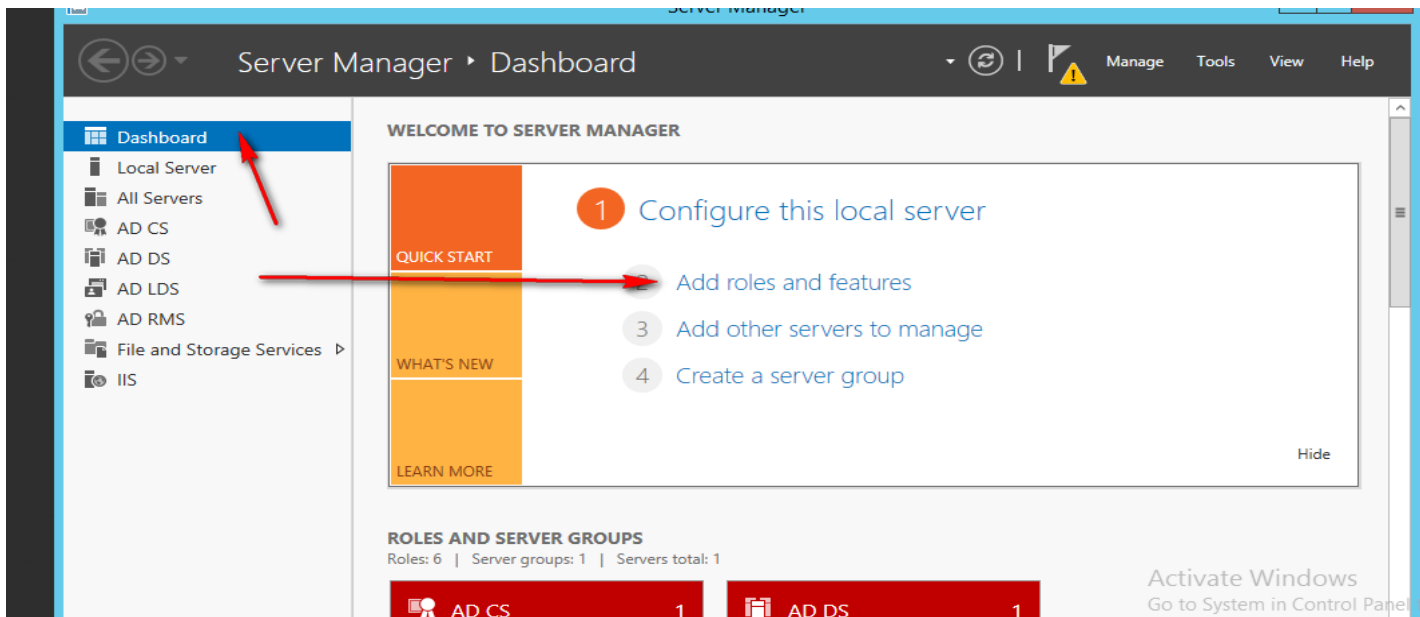 Server Manager
Server Manager ‣ Dashboard
Manage Tools View Help
Dashboard
Local Server
All Servers
AD CS
AD DS
AD LDS
AD RMS
File and Storage Services
IIS
WELCOME TO SERVER MANAGER
QUICK START
WHAT'S NEW
LEARN MORE
1 Configure this local server
2 Add roles and features
3 Add other servers to manage
4 Create a server group
Hide
ROLES AND SERVER GROUPS
Roles: 6 | Server groups: 1 | Servers total: 1
AD CS 1
AD DS 1
Activate Windows
Go to System in Control Panel